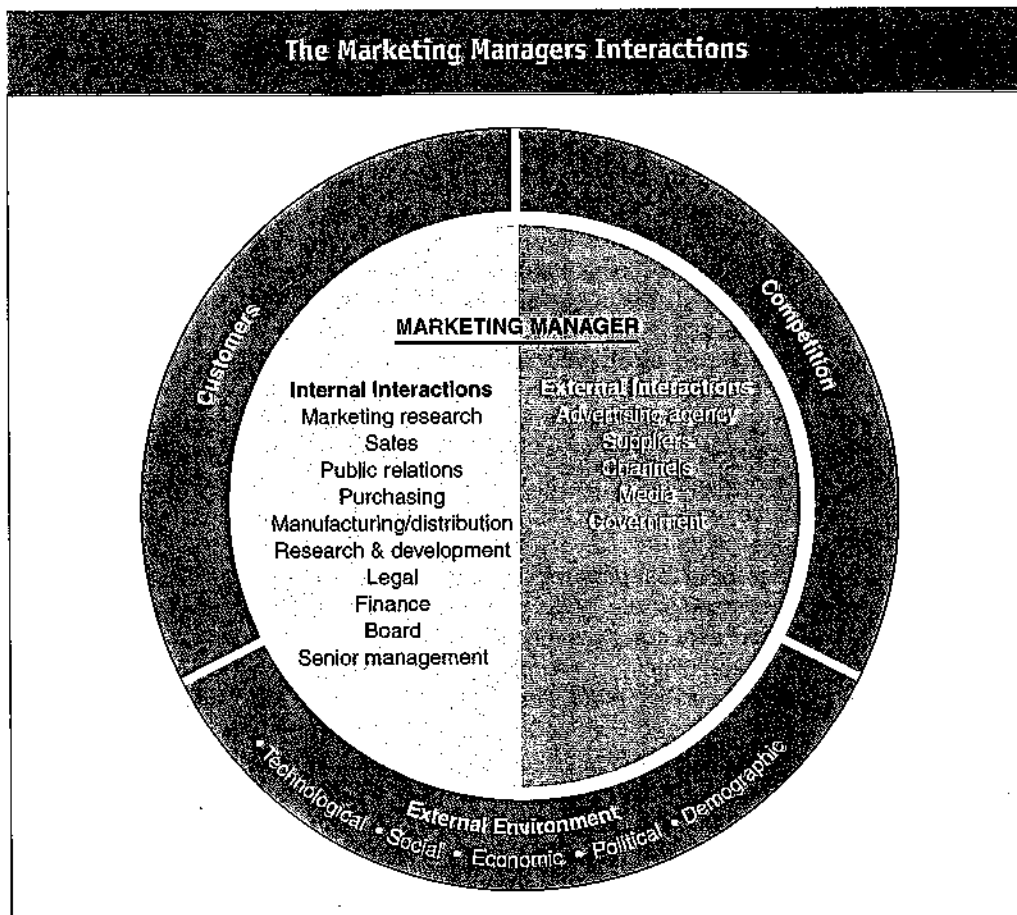 The Marketing Managers Interactions
Customers
Competition
MARKETING MANAGER
Internal Interactions
Marketing research
Sales
Public relations
Purchasing
Manufacturing/distribution
Research & development
Legal
Finance
Board
Senior management
External Interactions
Advertising agency
Suppliers
Channels
Media
Government
External Environment
• Technological • Social • Economic • Political • Demographic